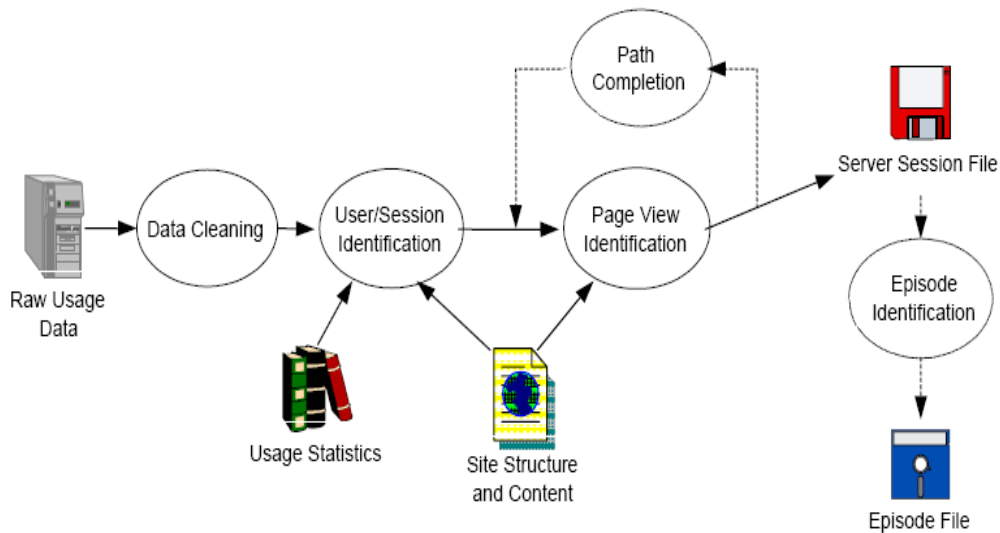 Path
Completion
Server Session File
Data Cleaning
User/Session
Identification
Page View
Identification
Raw Usage
Data
Episode
Identification
Usage Statistics
Site Structure
and Content
Episode File